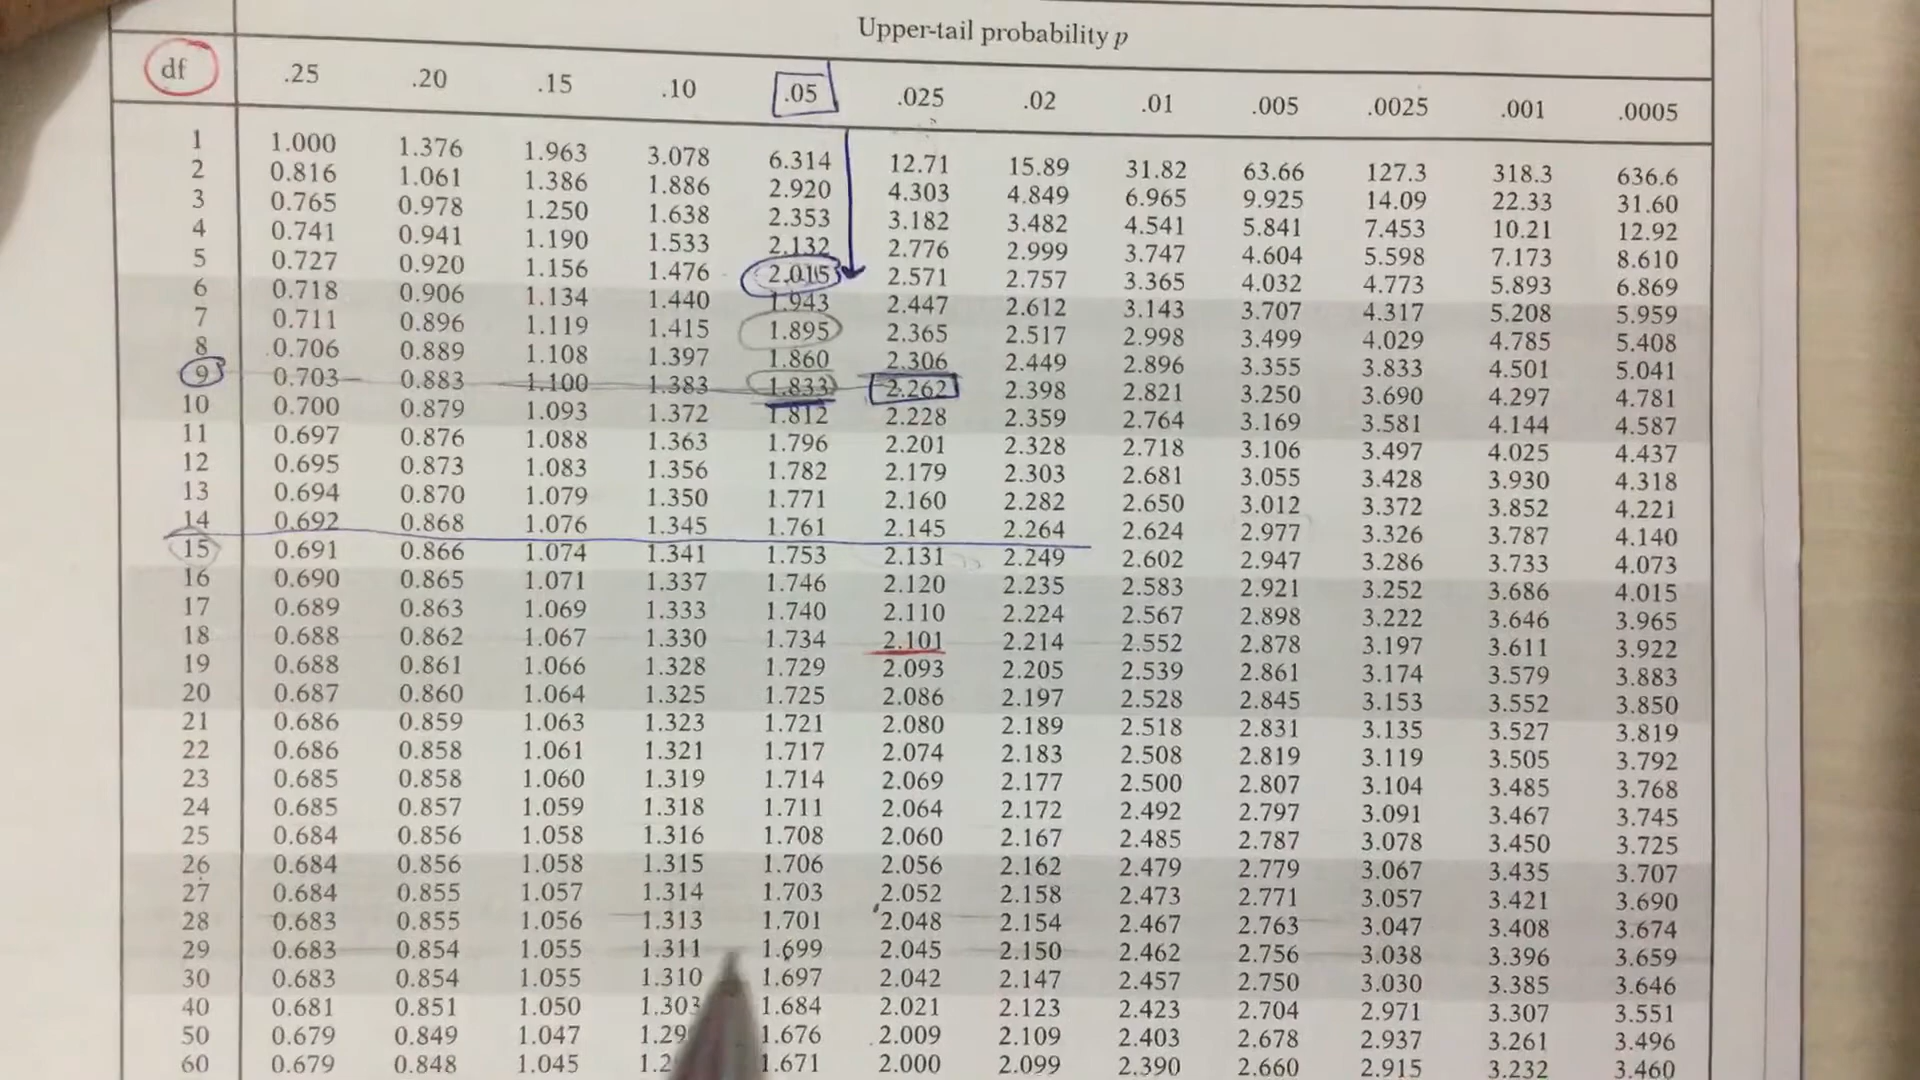 Upper-tail probability p
df .25 .20 .15 .10 .05 .025 .02 .01 .005 .0025 .001 .0005
1 1.000 1.376 1.963 3.078 6.314 12.71 15.89 31.82 63.66 127.3 318.3 636.6
2 0.816 1.061 1.386 1.886 2.920 4.303 4.849 6.965 9.925 14.09 22.33 31.60
3 0.765 0.978 1.250 1.638 2.353 3.182 3.482 4.541 5.841 7.453 10.21 12.92
4 0.741 0.941 1.190 1.533 2.132 2.776 2.999 3.747 4.604 5.598 7.173 8.610
5 0.727 0.920 1.156 1.476 2.015 2.571 2.757 3.365 4.032 4.773 5.893 6.869
6 0.718 0.906 1.134 1.440 1.943 2.447 2.612 3.143 3.707 4.317 5.208 5.959
7 0.711 0.896 1.119 1.415 1.895 2.365 2.517 2.998 3.499 4.029 4.785 5.408
8 0.706 0.889 1.108 1.397 1.860 2.306 2.449 2.896 3.355 3.833 4.501 5.041
9 0.703 0.883 1.100 1.383 1.833 2.262 2.398 2.821 3.250 3.690 4.297 4.781
10 0.700 0.879 1.093 1.372 1.812 2.228 2.359 2.764 3.169 3.581 4.144 4.587
11 0.697 0.876 1.088 1.363 1.796 2.201 2.328 2.718 3.106 3.497 4.025 4.437
12 0.695 0.873 1.083 1.356 1.782 2.179 2.303 2.681 3.055 3.428 3.930 4.318
13 0.694 0.870 1.079 1.350 1.771 2.160 2.282 2.650 3.012 3.372 3.852 4.221
14 0.692 0.868 1.076 1.345 1.761 2.145 2.264 2.624 2.977 3.326 3.787 4.140
15 0.691 0.866 1.074 1.341 1.753 2.131 2.249 2.602 2.947 3.286 3.733 4.073
16 0.690 0.865 1.071 1.337 1.746 2.120 2.235 2.583 2.921 3.252 3.686 4.015
17 0.689 0.863 1.069 1.333 1.740 2.110 2.224 2.567 2.898 3.222 3.646 3.965
18 0.688 0.862 1.067 1.330 1.734 2.101 2.214 2.552 2.878 3.197 3.611 3.922
19 0.688 0.861 1.066 1.328 1.729 2.093 2.205 2.539 2.861 3.174 3.579 3.883
20 0.687 0.860 1.064 1.325 1.725 2.086 2.197 2.528 2.845 3.153 3.552 3.850
21 0.686 0.859 1.063 1.323 1.721 2.080 2.189 2.518 2.831 3.135 3.527 3.819
22 0.686 0.858 1.061 1.321 1.717 2.074 2.183 2.508 2.819 3.119 3.505 3.792
23 0.685 0.858 1.060 1.319 1.714 2.069 2.177 2.500 2.807 3.104 3.485 3.768
24 0.685 0.857 1.059 1.318 1.711 2.064 2.172 2.492 2.797 3.091 3.467 3.745
25 0.684 0.856 1.058 1.316 1.708 2.060 2.167 2.485 2.787 3.078 3.450 3.725
26 0.684 0.856 1.058 1.315 1.706 2.056 2.162 2.479 2.779 3.067 3.435 3.707
27 0.684 0.855 1.057 1.314 1.703 2.052 2.158 2.473 2.771 3.057 3.421 3.690
28 0.683 0.855 1.056 1.313 1.701 2.048 2.154 2.467 2.763 3.047 3.408 3.674
29 0.683 0.854 1.055 1.311 1.699 2.045 2.150 2.462 2.756 3.038 3.396 3.659
30 0.683 0.854 1.055 1.310 1.697 2.042 2.147 2.457 2.750 3.030 3.385 3.646
40 0.681 0.851 1.050 1.303 1.684 2.021 2.123 2.423 2.704 2.971 3.307 3.551
50 0.679 0.849 1.047 1.676 2.009 2.109 2.403 2.678 2.937 3.261 3.496
60 0.679 0.848 1.045 1.671 2.000 2.099 2.390 2.660 2.915 3.232 3.460